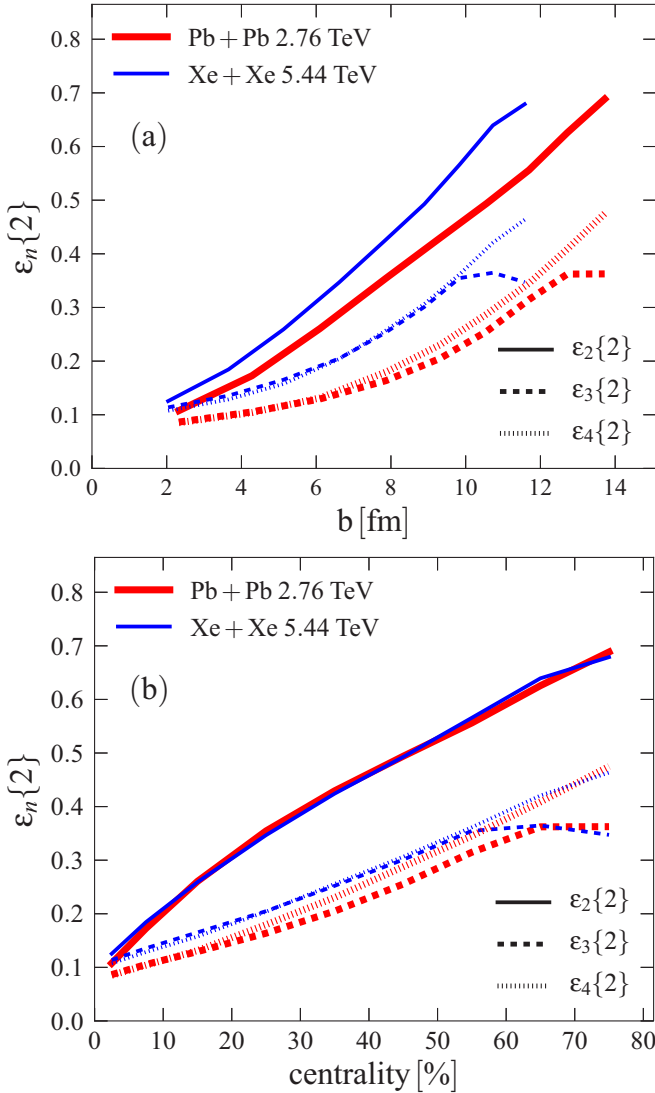 0.8
0.7
0.6
0.5
0.4
0.3
0.2
0.1
0.0
εn{2}
Pb + Pb 2.76 TeV
Xe + Xe 5.44 TeV
(a)
ε2{2}
ε3{2}
ε4{2}
0 2 4 6 8 10 12 14
b [fm]
0.8
0.7
0.6
0.5
0.4
0.3
0.2
0.1
0.0
εn{2}
Pb + Pb 2.76 TeV
Xe + Xe 5.44 TeV
(b)
ε2{2}
ε3{2}
ε4{2}
0 10 20 30 40 50 60 70 80
centrality [%]